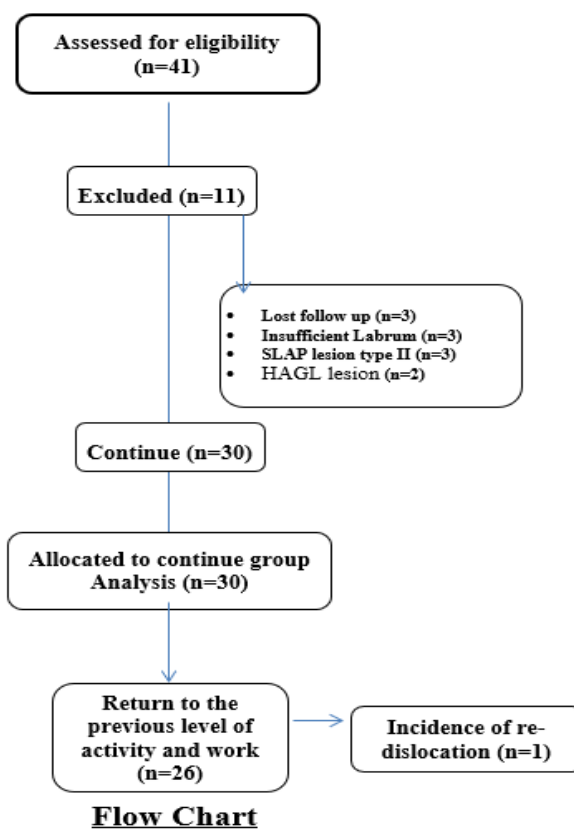 Assessed for eligibility
(n=41)
Excluded (n=11)
• Lost follow up (n=3)
• Insufficient Labrum (n=3)
• SLAP lesion type II (n=3)
• HAGL lesion (n=2)
Continue (n=30)
Allocated to continue group
Analysis (n=30)
Return to the
previous level of
activity and work
(n=26)
Incidence of re-
dislocation (n=1)
Flow Chart